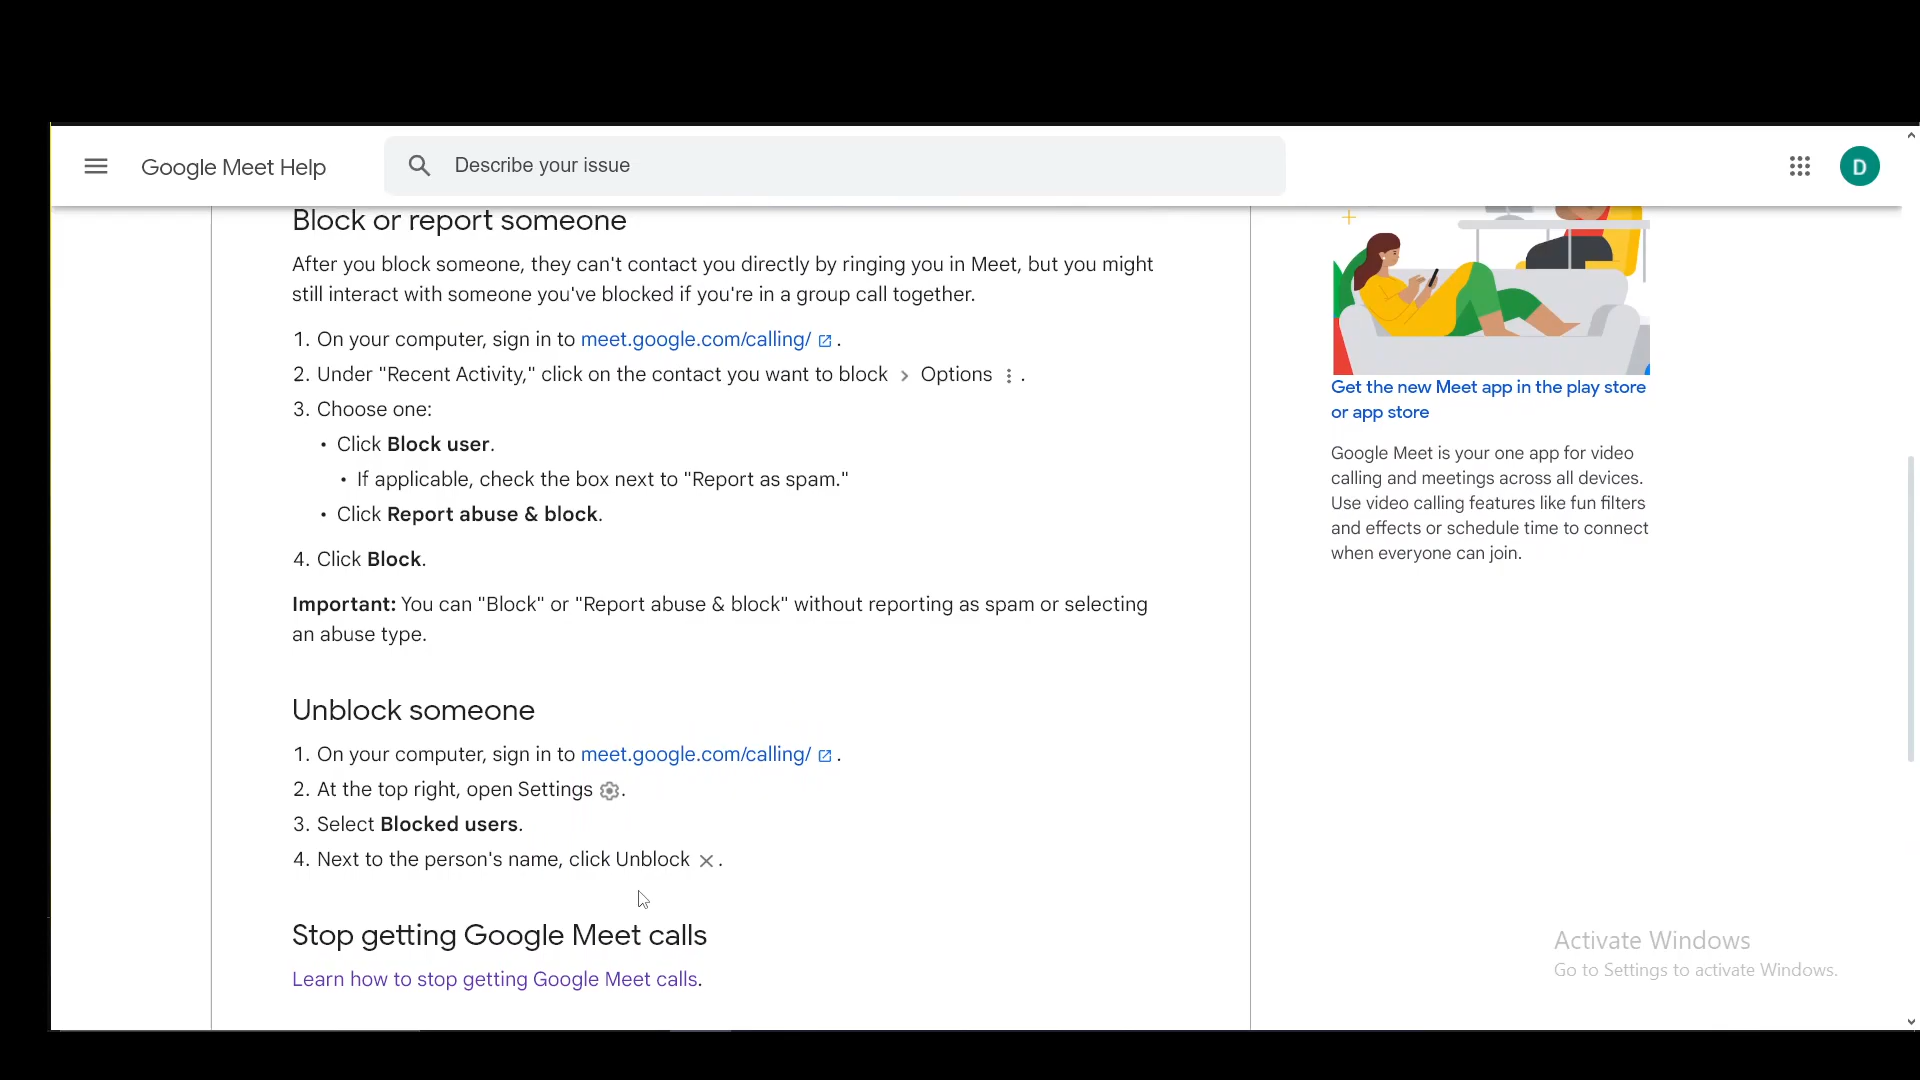 Google Meet Help
Describe your issue
D
Block or report someone
After you block someone, they can't contact you directly by ringing you in Meet, but you might
still interact with someone you've blocked if you're in a group call together.
1. On your computer, sign in to meet.google.com/calling/ .
2. Under "Recent Activity," click on the contact you want to block > Options ⋮ .
3. Choose one:
• Click Block user.
• If applicable, check the box next to "Report as spam."
• Click Report abuse & block.
4. Click Block.
Important: You can "Block" or "Report abuse & block" without reporting as spam or selecting
an abuse type.
Unblock someone
1. On your computer, sign in to meet.google.com/calling/ .
2. At the top right, open Settings .
3. Select Blocked users.
4. Next to the person's name, click Unblock × .
Stop getting Google Meet calls
Learn how to stop getting Google Meet calls.
Get the new Meet app in the play store
or app store
Google Meet is your one app for video
calling and meetings across all devices.
Use video calling features like fun filters
and effects or schedule time to connect
when everyone can join.
Activate Windows
Go to Settings to activate Windows.